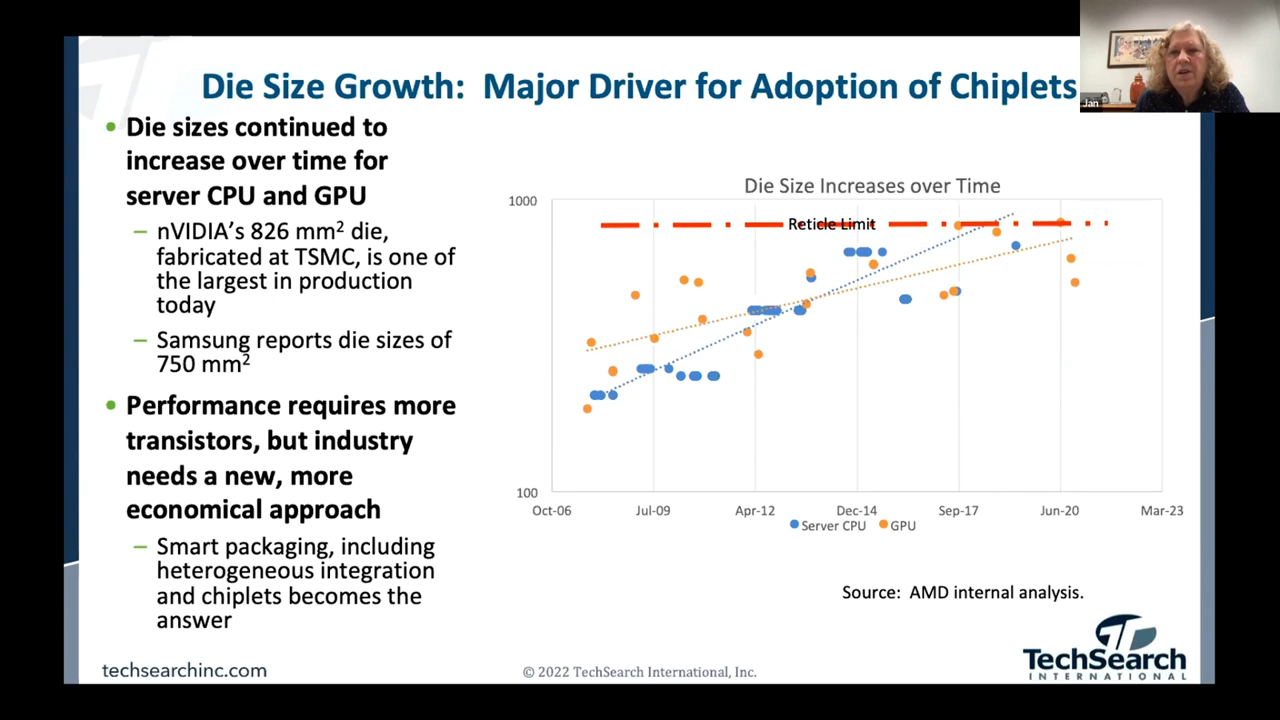 Die Size Growth:  Major Driver for Adoption of Chiplets
Jan
• Die sizes continued to
increase over time for
server CPU and GPU
– nVIDIA's 826 mm² die,
fabricated at TSMC, is one of
the largest in production
today
– Samsung reports die sizes of
750 mm²
• Performance requires more
transistors, but industry
needs a new, more
economical approach
– Smart packaging, including
heterogeneous integration
and chiplets becomes the
answer
Die Size Increases over Time
1000
Reticle Limit
100
Oct-06 Jul-09 Apr-12 Dec-14 Sep-17 Jun-20 Mar-23
Server CPU GPU
Source:  AMD internal analysis.
techsearchinc.com
© 2022 TechSearch International, Inc.
TechSearch
INTERNATIONAL